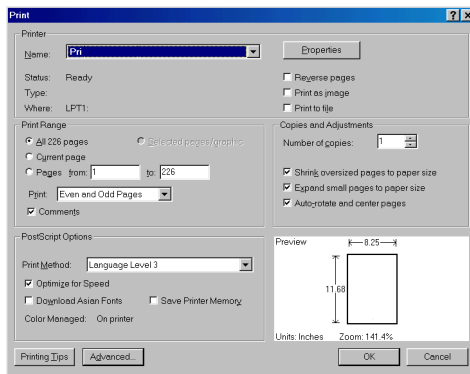 Print
Printer
Name: Pri
Properties
Status: Ready
Type:
Where: LPT1:
Reverse pages
Print as image
Print to file
Print Range
All 226 pages
Selected pages/graphic
Current page
Pages from: 1 to: 226
Print: Even and Odd Pages
Comments
Copies and Adjustments
Number of copies: 1
Shrink oversized pages to paper size
Expand small pages to paper size
Auto-rotate and center pages
PostScript Options
Print Method: Language Level 3
Optimize for Speed
Download Asian Fonts
Save Printer Memory
Color Managed: On printer
Preview
8.25
11.68
Units: Inches Zoom: 141.4%
Printing Tips
Advanced...
OK
Cancel